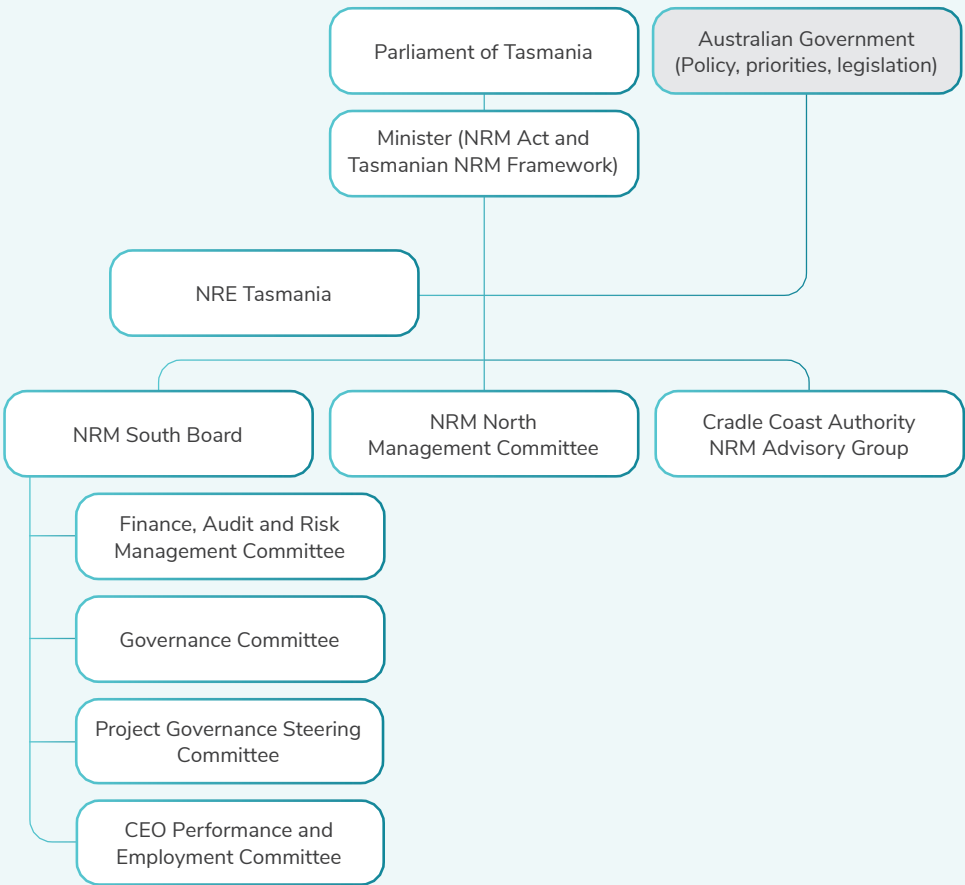 Parliament of Tasmania
Australian Government
(Policy, priorities, legislation)
Minister (NRM Act and
Tasmanian NRM Framework)
NRE Tasmania
NRM South Board
NRM North
Management Committee
Cradle Coast Authority
NRM Advisory Group
Finance, Audit and Risk
Management Committee
Governance Committee
Project Governance Steering
Committee
CEO Performance and
Employment Committee